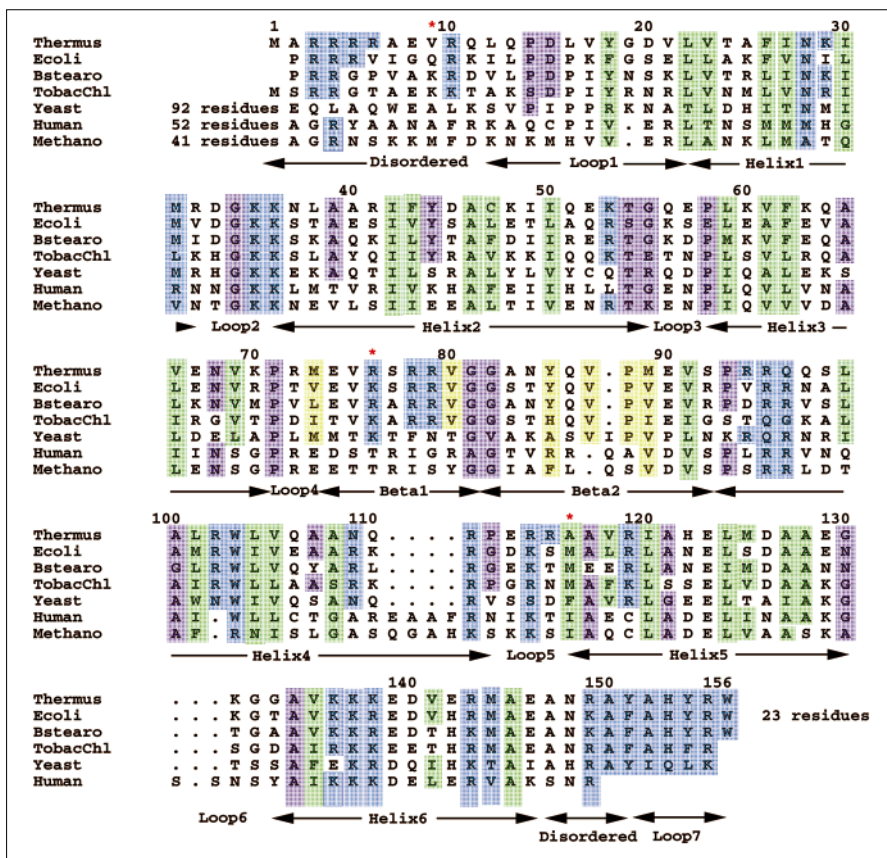 1 * 10 20 30
Thermus M A R R R R A E V R Q L Q P D L V Y G D V L V T A F I N K I
Ecoli P R R R V I G Q R K I L P D P K F G S E L L A K F V N I L
Bstearo P R R G P V A K R D V L P D P I Y N S K L V T R L I N K I
TobacChl M S R R G T A E K K T A K S D P I Y R N R L V N M L V N R I
Yeast 92 residues E Q L A Q W E A L K S V P I P P R K N A T L D H I T N M I
Human 52 residues A G R Y A A N A F R K A Q C P I V . E R L T N S M M M H G
Methano 41 residues A G R N S K K M F D K N K M H V V . E R L A N K L M A T Q
Disordered Loop1 Helix1
40 50 60
Thermus M R D G K K N L A A R I F Y D A C K I I Q E K T G Q E P L K V F K Q A
Ecoli M V D G K K S T A E S I V Y S A L E T L A Q R S G K S E L E A F E V A
Bstearo M I D G K K S K A Q K I L Y T A F D I I R E R T G K D P M K V F E Q A
TobacChl L K H G K K S L A Y Q I I Y R A V K K I Q Q K T E T N P L S V L R Q A
Yeast M R H G K K E K A Q T I L S R A L Y L V Y C Q T R Q D P I Q A L E K S
Human R N N G K K L M T V R I V K H A F E I I H L L T G E N P L Q V L V N A
Methano V N T G K K N E V L S I I E E A L T I V E N R T K E N P L Q V V V D A
Loop2 Helix2 Loop3 Helix3
70 * 80 90
Thermus V E N V K P R M E V R S R R V G G A N Y Q V . P M E V S P R R Q Q S L
Ecoli L E N V R P T V E V K S R R V G G S T Y Q V . P V E V R P V R R N A L
Bstearo L K N V M P V L E V R A R R V G G A N Y Q V . P V E V R P D R R V S L
TobacChl I R G V T P D I T V K A R R V G G S T H Q V . P I E I G S T Q G K A L
Yeast L D E L A P L M M T K T F N T G V A K A S V I P V P L N K R Q R N R I
Human I I N S G P R E D S T R I G R A G T V R R . Q A V D V S P L R R V N Q
Methano L E N S G P R E E T T R I S Y G G I A F L . Q S V D V S P S R R L D T
Loop4 Beta1 Beta2
100 110 * 120 130
Thermus A L R W L V Q A A N Q . . . . R P E R R A A V R I A H E L M D A A E G
Ecoli A M R W I V E A A R K . . . . R G D K S M A L R L A N E L S D A A E N
Bstearo G L R W L V Q Y A R L . . . . R G E K T M E E R L A N E I M D A A N N
TobacChl A I R W L L A A S R K . . . . R P G R N M A F K L S S E L V D A A K G
Yeast A W N W I V Q S A N Q . . . . R V S S D F A V R L G E E L T A I A K G
Human A I . W L L C T G A R E A A F R N I K T I A E C L A D E L I N A A K G
Methano A F . R N I S L G A S Q G A H K S K K S I A Q C L A D E L V A A S K A
Helix4 Loop5 Helix5
140 150 156
Thermus . . . K G G A V K K K E D V E R M A E A N R A Y A H Y R W
Ecoli . . . K G T A V K K R E D V H R M A E A N K A F A H Y R W 23 residues
Bstearo . . . T G A A V K K R E D T H K M A E A N K A F A H Y R W
TobacChl . . . S G D A I R K K E E T H R M A E A N R A F A H F R
Yeast . . . T S S A F E K R D Q I H K T A I A H R A Y I Q L K
Human S . S N S Y A I K K K D E L E R V A K S N R
Loop6 Helix6 Disordered Loop7